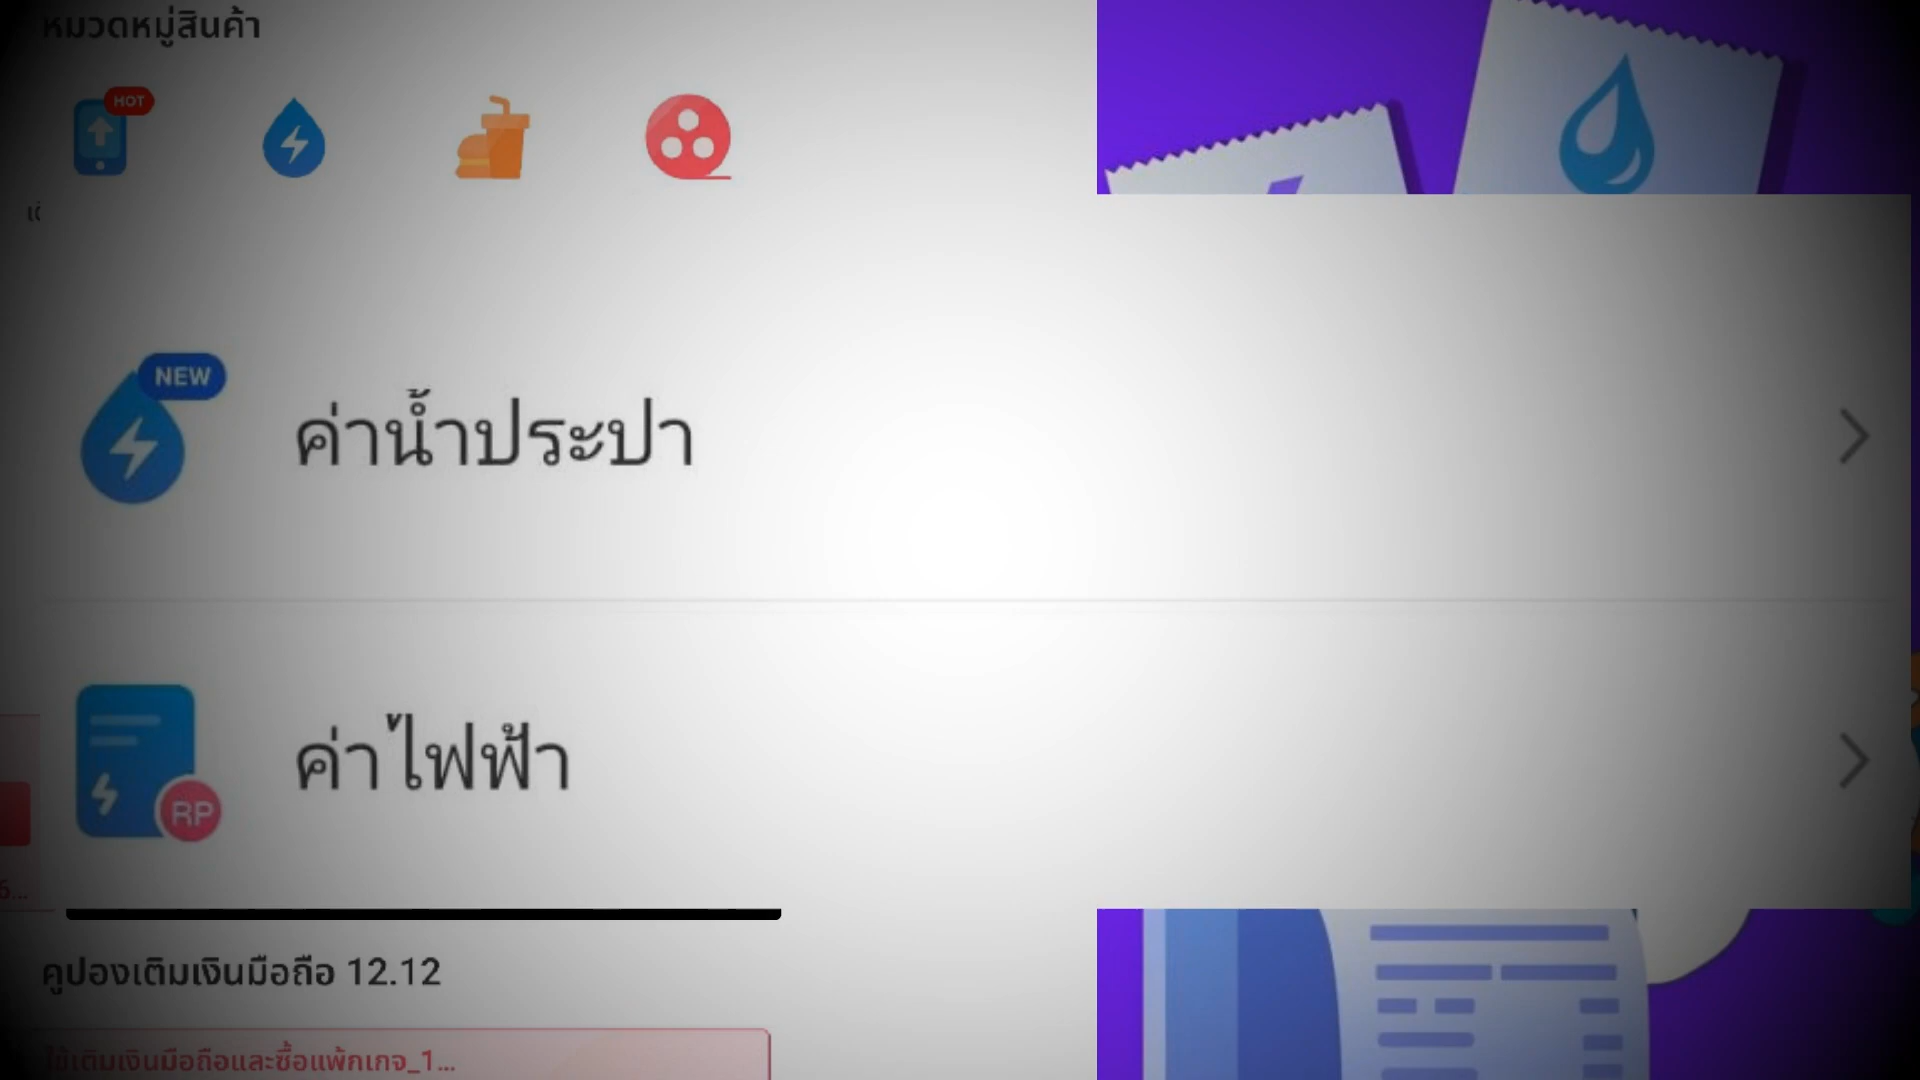 หมวดหมู่สินค้า
HOT
NEW
ค่าน้ำประปา
ค่าไฟฟ้า
RP
คูปองเติมเงินมือถือ 12.12
ใช้เติมเงินมือถือและซื้อแพ้กเกจ_1...